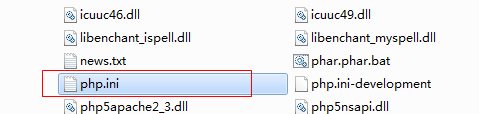 icuuc46.dll icuuc49.dll
libenchant_ispell.dll libenchant_myspell.dll
news.txt phar.phar.bat
php.ini php.ini-development
php5apache2_3.dll php5nsapi.dll